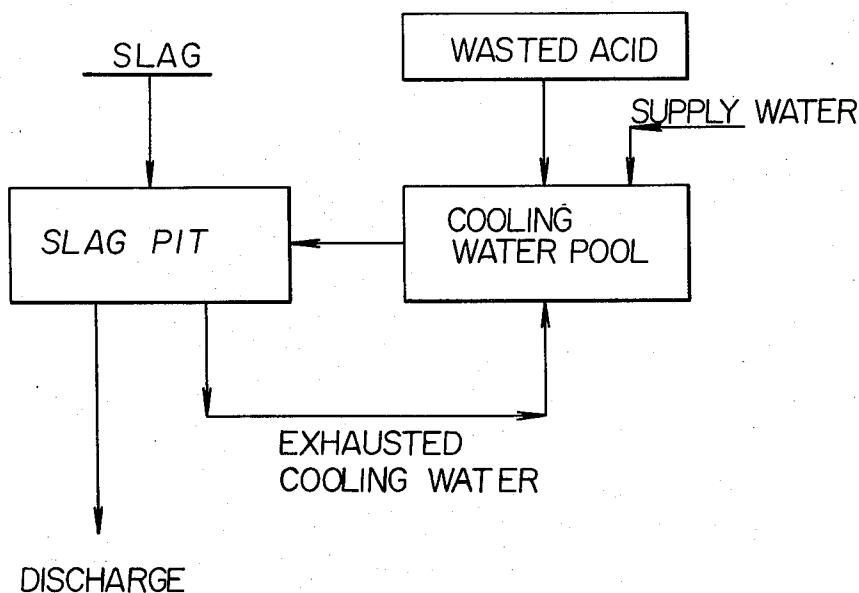 SLAG
WASTED ACID
SUPPLY WATER
SLAG PIT
COOLING
WATER POOL
EXHAUSTED
COOLING WATER
DISCHARGE